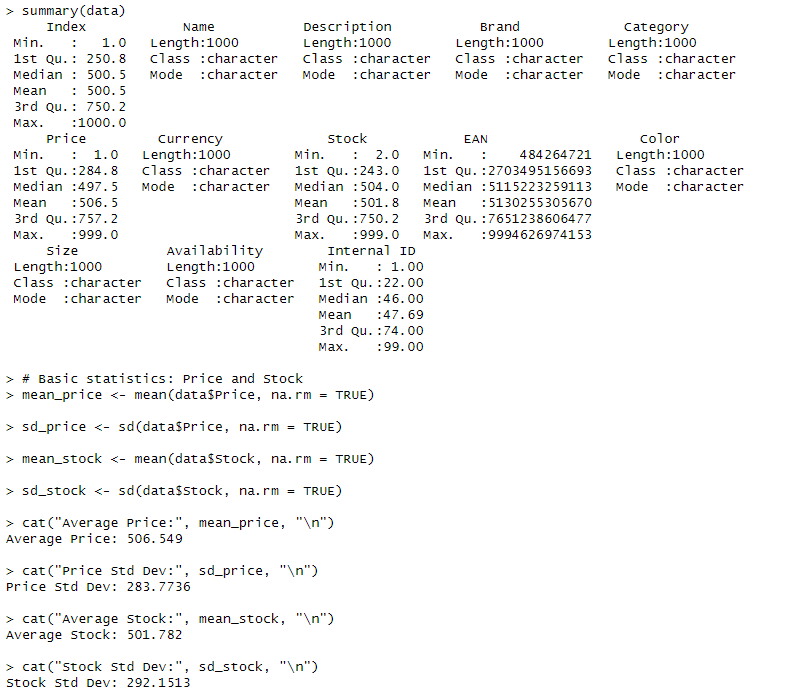 > summary(data)
     Index            Name           Description           Brand             Category
 Min.   :   1.0   Length:1000        Length:1000        Length:1000        Length:1000
 1st Qu.: 250.8   Class :character   Class :character   Class :character   Class :character
 Median : 500.5   Mode  :character   Mode  :character   Mode  :character   Mode  :character
 Mean   : 500.5
 3rd Qu.: 750.2
 Max.   :1000.0
     Price         Currency             Stock            EAN                   Color
 Min.   :  1.0   Length:1000        Min.   :  2.0   Min.   :    484264721   Length:1000
 1st Qu.:284.8   Class :character   1st Qu.:243.0   1st Qu.:2703495156693   Class :character
 Median :497.5   Mode  :character   Median :504.0   Median :5115223259113   Mode  :character
 Mean   :506.5                      Mean   :501.8   Mean   :5130255305670
 3rd Qu.:757.2                      3rd Qu.:750.2   3rd Qu.:7651238606477
 Max.   :999.0                      Max.   :999.0   Max.   :9994626974153
     Size           Availability        Internal ID
 Length:1000        Length:1000        Min.   : 1.00
 Class :character   Class :character   1st Qu.:22.00
 Mode  :character   Mode  :character   Median :46.00
                                       Mean   :47.69
                                       3rd Qu.:74.00
                                       Max.   :99.00
> # Basic statistics: Price and Stock
> mean_price <- mean(data$Price, na.rm = TRUE)
> sd_price <- sd(data$Price, na.rm = TRUE)
> mean_stock <- mean(data$Stock, na.rm = TRUE)
> sd_stock <- sd(data$Stock, na.rm = TRUE)
> cat("Average Price:", mean_price, "\n")
Average Price: 506.549
> cat("Price Std Dev:", sd_price, "\n")
Price Std Dev: 283.7736
> cat("Average Stock:", mean_stock, "\n")
Average Stock: 501.782
> cat("Stock Std Dev:", sd_stock, "\n")
Stock Std Dev: 292.1513